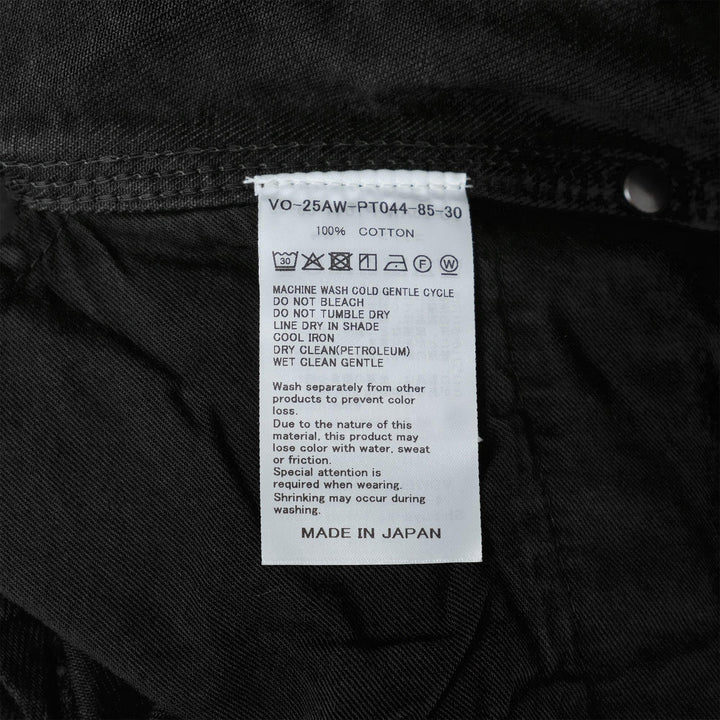 VO-25AW-PT044-85-30
100% COTTON
30 F W
MACHINE WASH COLD GENTLE CYCLE
DO NOT BLEACH
DO NOT TUMBLE DRY
LINE DRY IN SHADE
COOL IRON
DRY CLEAN(PETROLEUM)
WET CLEAN GENTLE
Wash separately from other
products to prevent color
loss.
Due to the nature of this
material, this product may
lose color with water, sweat
or friction.
Special attention is
required when wearing.
Shrinking may occur during
washing.
MADE IN JAPAN